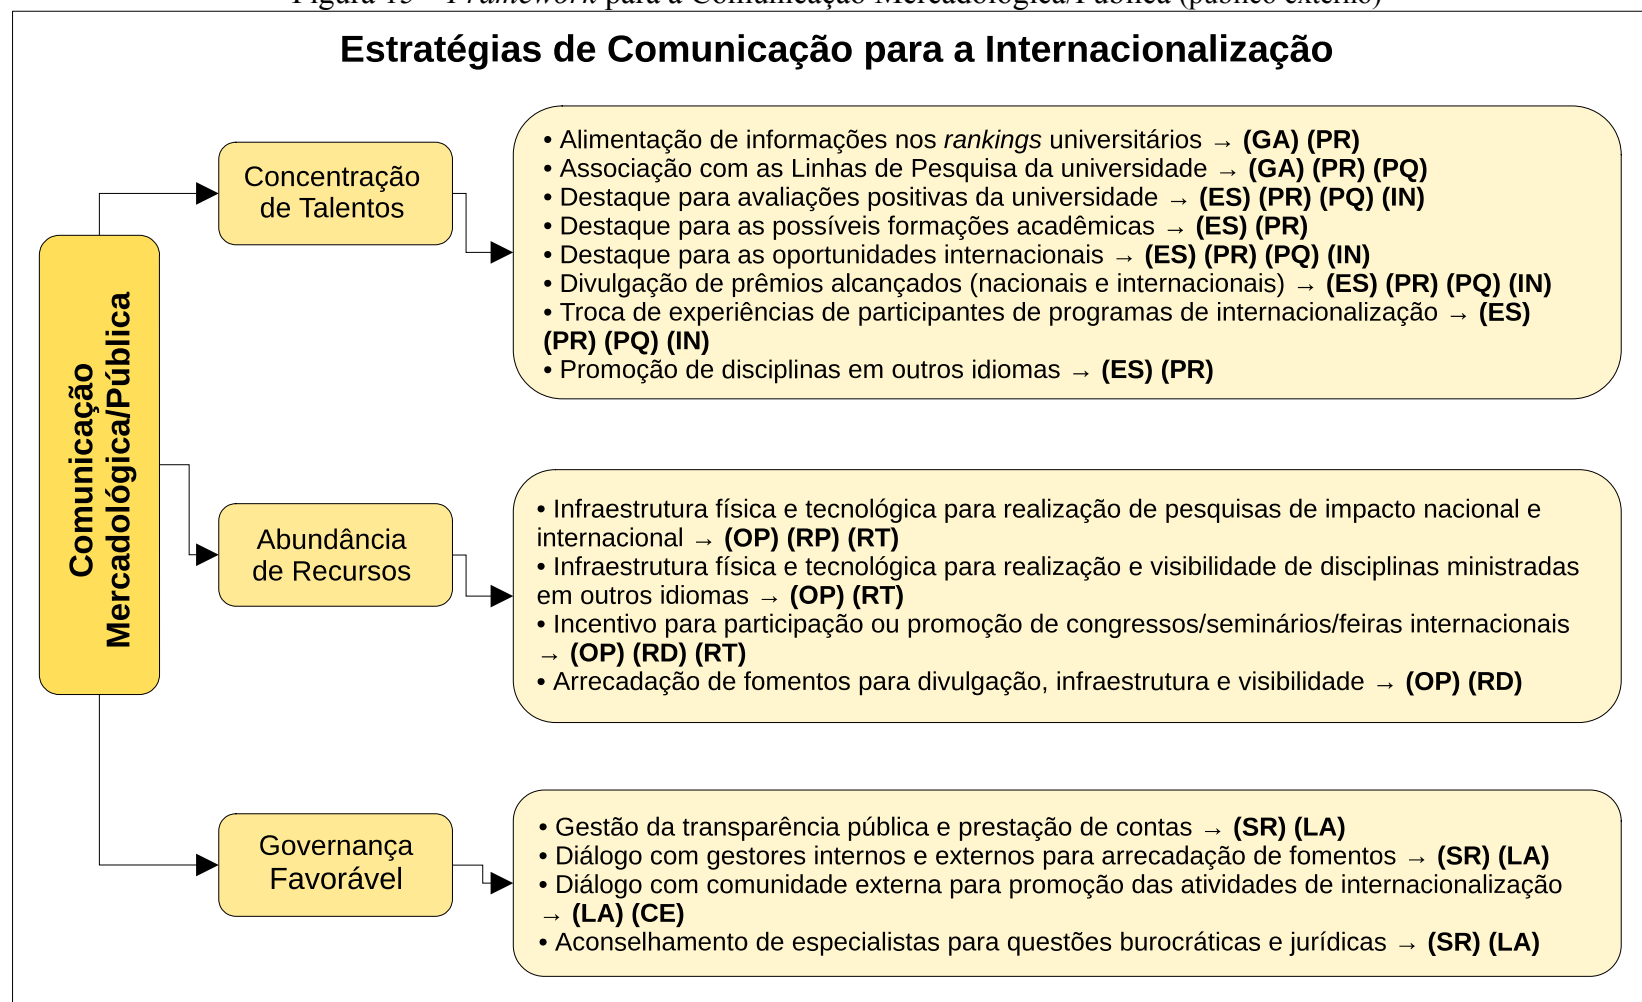 Figura 15 – Framework para a Comunicação Mercadológica/Pública (público externo)
Estratégias de Comunicação para a Internacionalização
Comunicação
Mercadológica/Pública
Concentração
de Talentos
• Alimentação de informações nos rankings universitários → (GA) (PR)
• Associação com as Linhas de Pesquisa da universidade → (GA) (PR) (PQ)
• Destaque para avaliações positivas da universidade → (ES) (PR) (PQ) (IN)
• Destaque para as possíveis formações acadêmicas → (ES) (PR)
• Destaque para as oportunidades internacionais → (ES) (PR) (PQ) (IN)
• Divulgação de prêmios alcançados (nacionais e internacionais) → (ES) (PR) (PQ) (IN)
• Troca de experiências de participantes de programas de internacionalização → (ES)
(PR) (PQ) (IN)
• Promoção de disciplinas em outros idiomas → (ES) (PR)
Abundância
de Recursos
• Infraestrutura física e tecnológica para realização de pesquisas de impacto nacional e
internacional → (OP) (RP) (RT)
• Infraestrutura física e tecnológica para realização e visibilidade de disciplinas ministradas
em outros idiomas → (OP) (RT)
• Incentivo para participação ou promoção de congressos/seminários/feiras internacionais
→ (OP) (RD) (RT)
• Arrecadação de fomentos para divulgação, infraestrutura e visibilidade → (OP) (RD)
Governança
Favorável
• Gestão da transparência pública e prestação de contas → (SR) (LA)
• Diálogo com gestores internos e externos para arrecadação de fomentos → (SR) (LA)
• Diálogo com comunidade externa para promoção das atividades de internacionalização
→ (LA) (CE)
• Aconselhamento de especialistas para questões burocráticas e jurídicas → (SR) (LA)